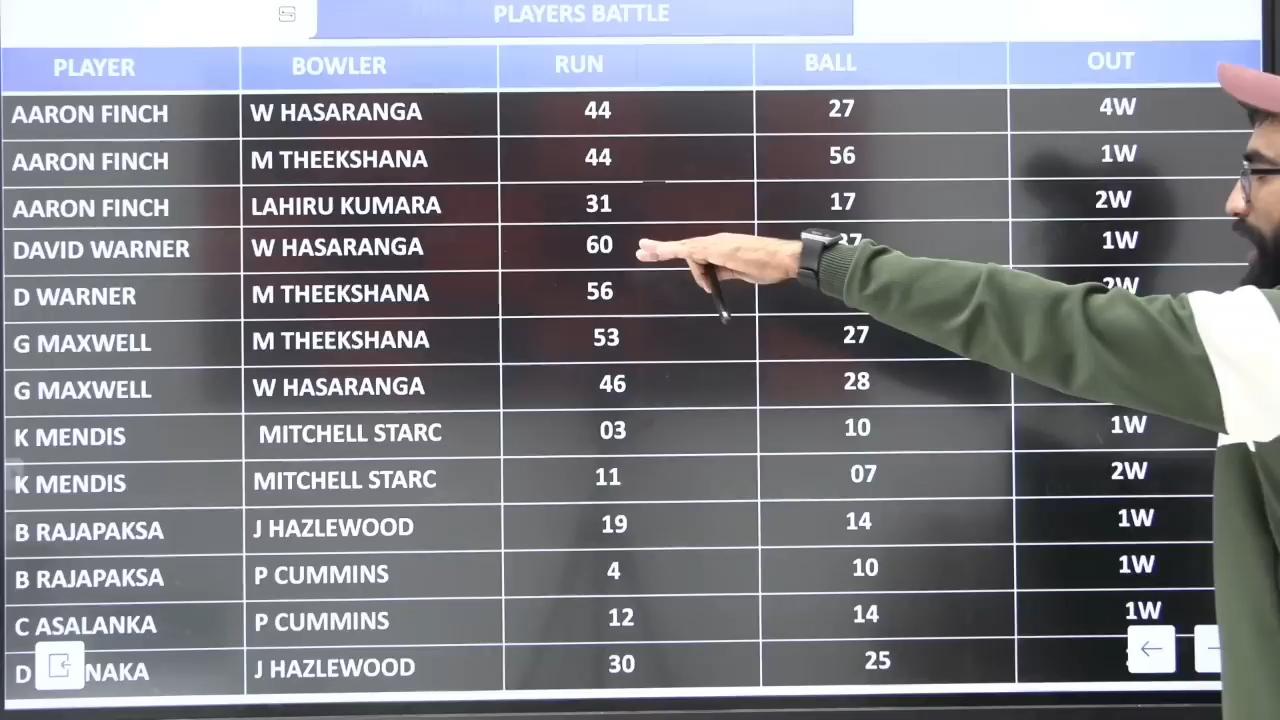 PLAYERS BATTLE
PLAYER BOWLER RUN BALL OUT
AARON FINCH W HASARANGA 44 27 4W
AARON FINCH M THEEKSHANA 44 56 1W
AARON FINCH LAHIRU KUMARA 31 17 2W
DAVID WARNER W HASARANGA 60 37 1W
D WARNER M THEEKSHANA 56 2W
G MAXWELL M THEEKSHANA 53 27
G MAXWELL W HASARANGA 46 28
K MENDIS MITCHELL STARC 03 10 1W
K MENDIS MITCHELL STARC 11 07 2W
B RAJAPAKSA J HAZLEWOOD 19 14 1W
B RAJAPAKSA P CUMMINS 4 10 1W
C ASALANKA P CUMMINS 12 14 1W
D NAKA J HAZLEWOOD 30 25